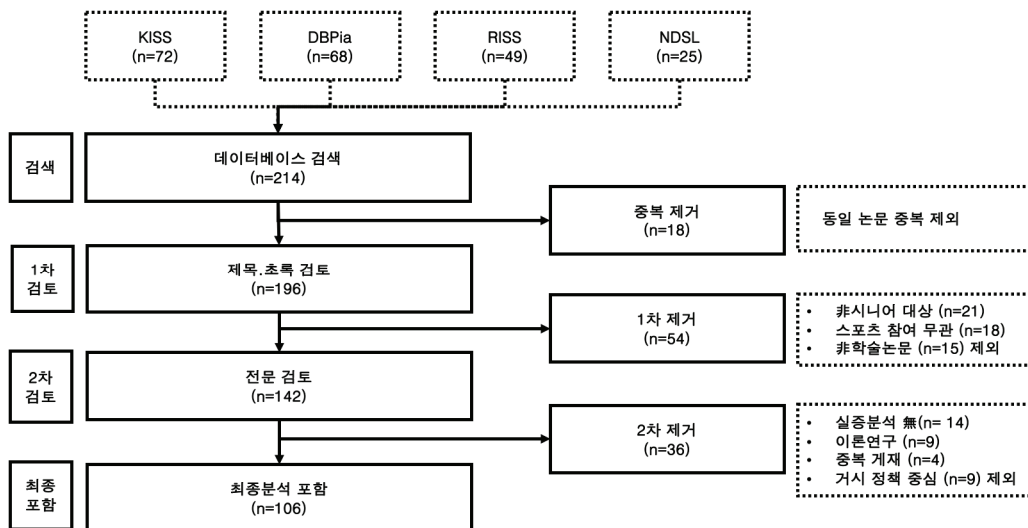 KISS
(n=72)
DBPia
(n=68)
RISS
(n=49)
NDSL
(n=25)
검색
데이터베이스 검색
(n=214)
중복 제거
(n=18)
동일 논문 중복 제외
1차
검토
제목.초록 검토
(n=196)
1차 제거
(n=54)
• 非시니어 대상 (n=21)
• 스포츠 참여 무관 (n=18)
• 非학술논문 (n=15) 제외
2차
검토
전문 검토
(n=142)
2차 제거
(n=36)
• 실증분석 無(n= 14)
• 이론연구 (n=9)
• 중복 게재 (n=4)
• 거시 정책 중심 (n=9) 제외
최종
포함
최종분석 포함
(n=106)